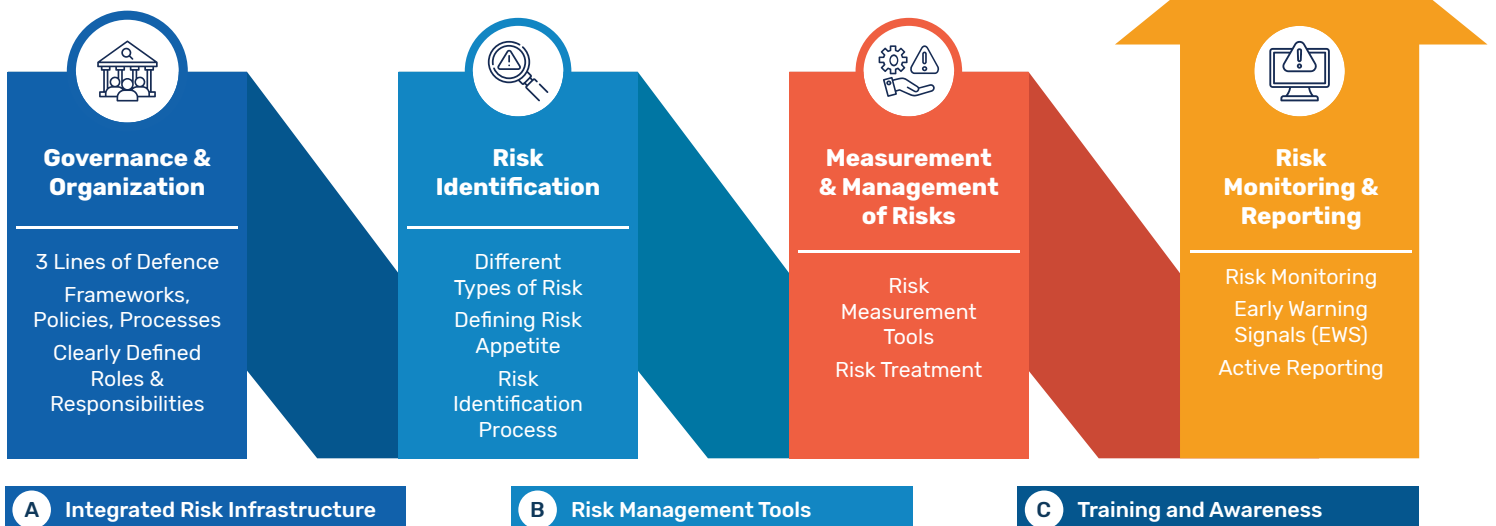 Governance &
Organization
3 Lines of Defence
Frameworks,
Policies, Processes
Clearly Defined
Roles &
Responsibilities
Risk
Identification
Different
Types of Risk
Defining Risk
Appetite
Risk
Identification
Process
Measurement
& Management
of Risks
Risk
Measurement
Tools
Risk Treatment
Risk
Monitoring &
Reporting
Risk Monitoring
Early Warning
Signals (EWS)
Active Reporting
A Integrated Risk Infrastructure
B Risk Management Tools
C Training and Awareness